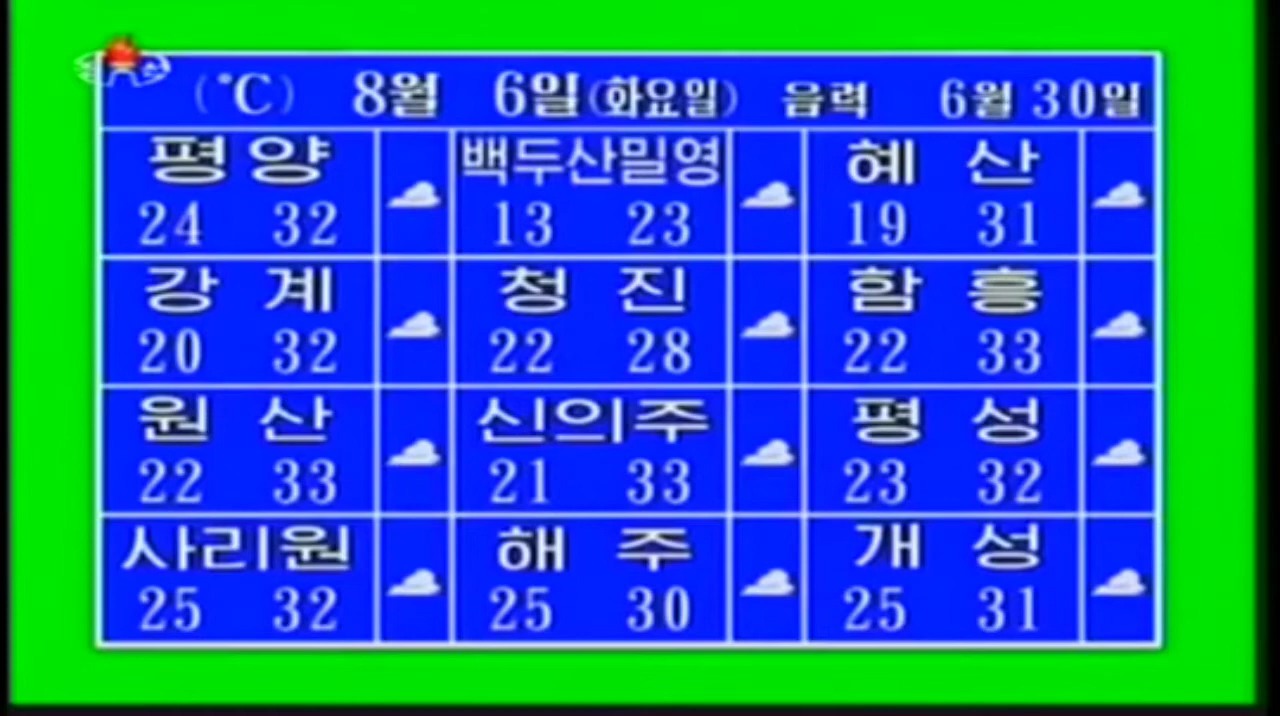 (℃) 8월 6일(화요일) 음력 6월 30일
평양 백두산밀영 혜산
24 32 13 23 19 31
강계 청진 함흥
20 32 22 28 22 33
원산 신의주 평성
22 33 21 33 23 32
사리원 해주 개성
25 32 25 30 25 31